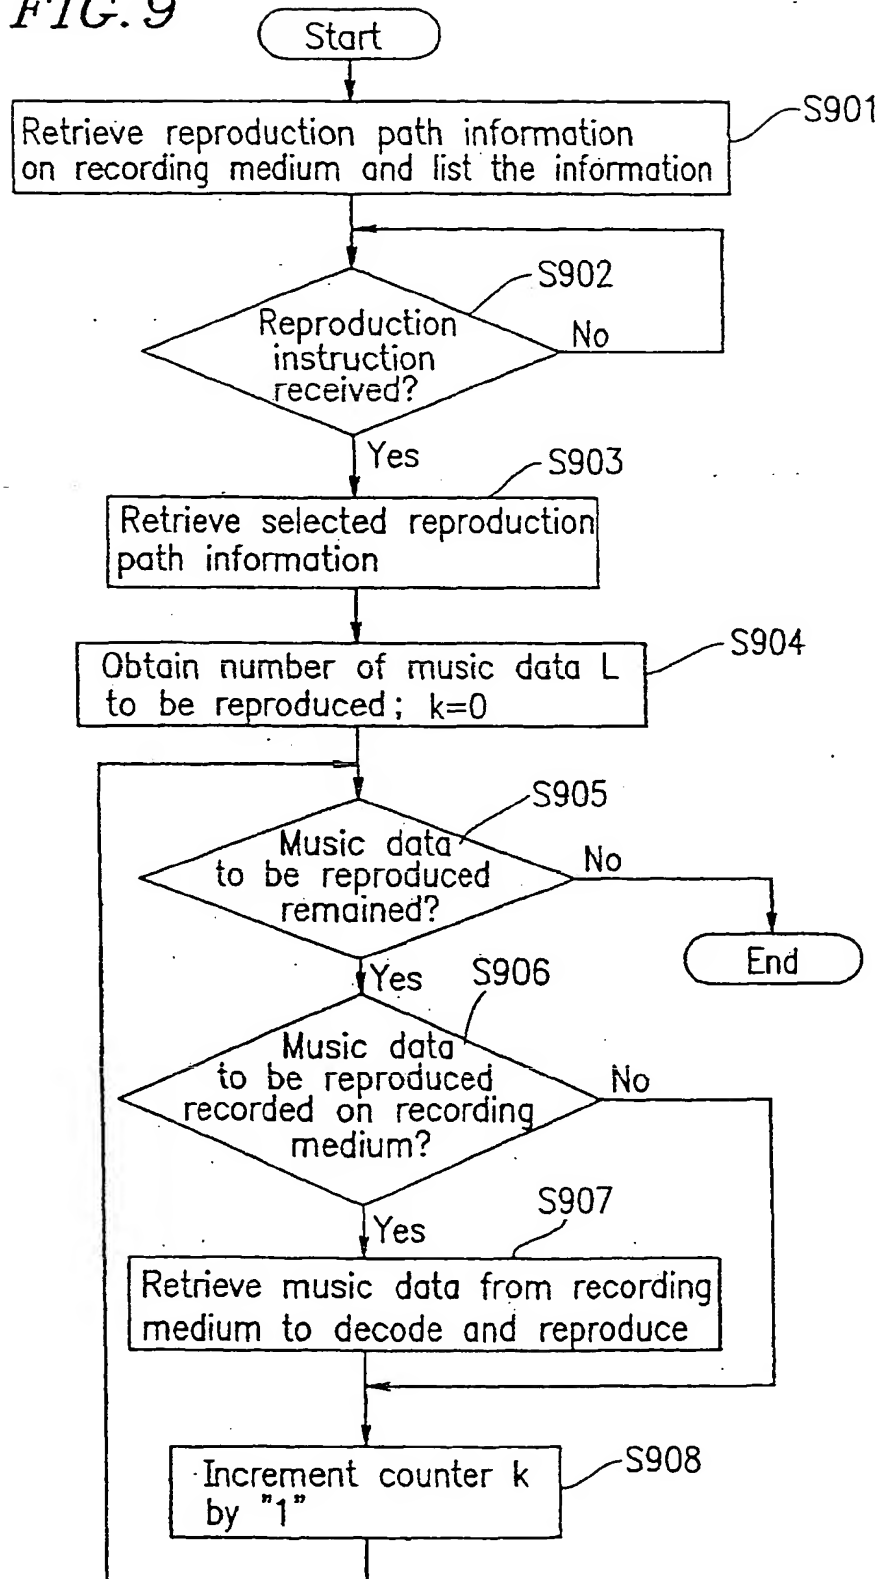 FIG. 9
Start
S901
Retrieve reproduction path information
on recording medium and list the information
S902
Reproduction
instruction
received?
No
Yes
S903
Retrieve selected reproduction
path information
S904
Obtain number of music data L
to be reproduced; k=0
S905
Music data
to be reproduced
remained?
No
End
Yes
S906
Music data
to be reproduced
recorded on recording
medium?
No
Yes
S907
Retrieve music data from recording
medium to decode and reproduce
S908
Increment counter k
by "1"